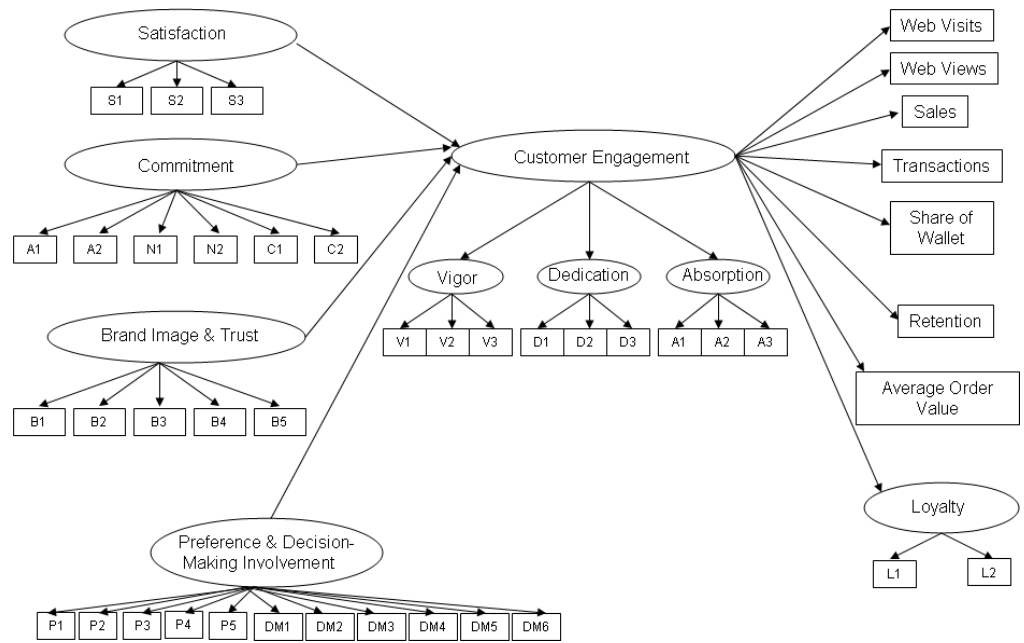 Satisfaction
S1
S2
S3
Commitment
A1
A2
N1
N2
C1
C2
Brand Image & Trust
B1
B2
B3
B4
B5
Preference & Decision-
Making Involvement
P1
P2
P3
P4
P5
DM1
DM2
DM3
DM4
DM5
DM6
Customer Engagement
Vigor
V1
V2
V3
Dedication
D1
D2
D3
Absorption
A1
A2
A3
Web Visits
Web Views
Sales
Transactions
Share of
Wallet
Retention
Average Order
Value
Loyalty
L1
L2